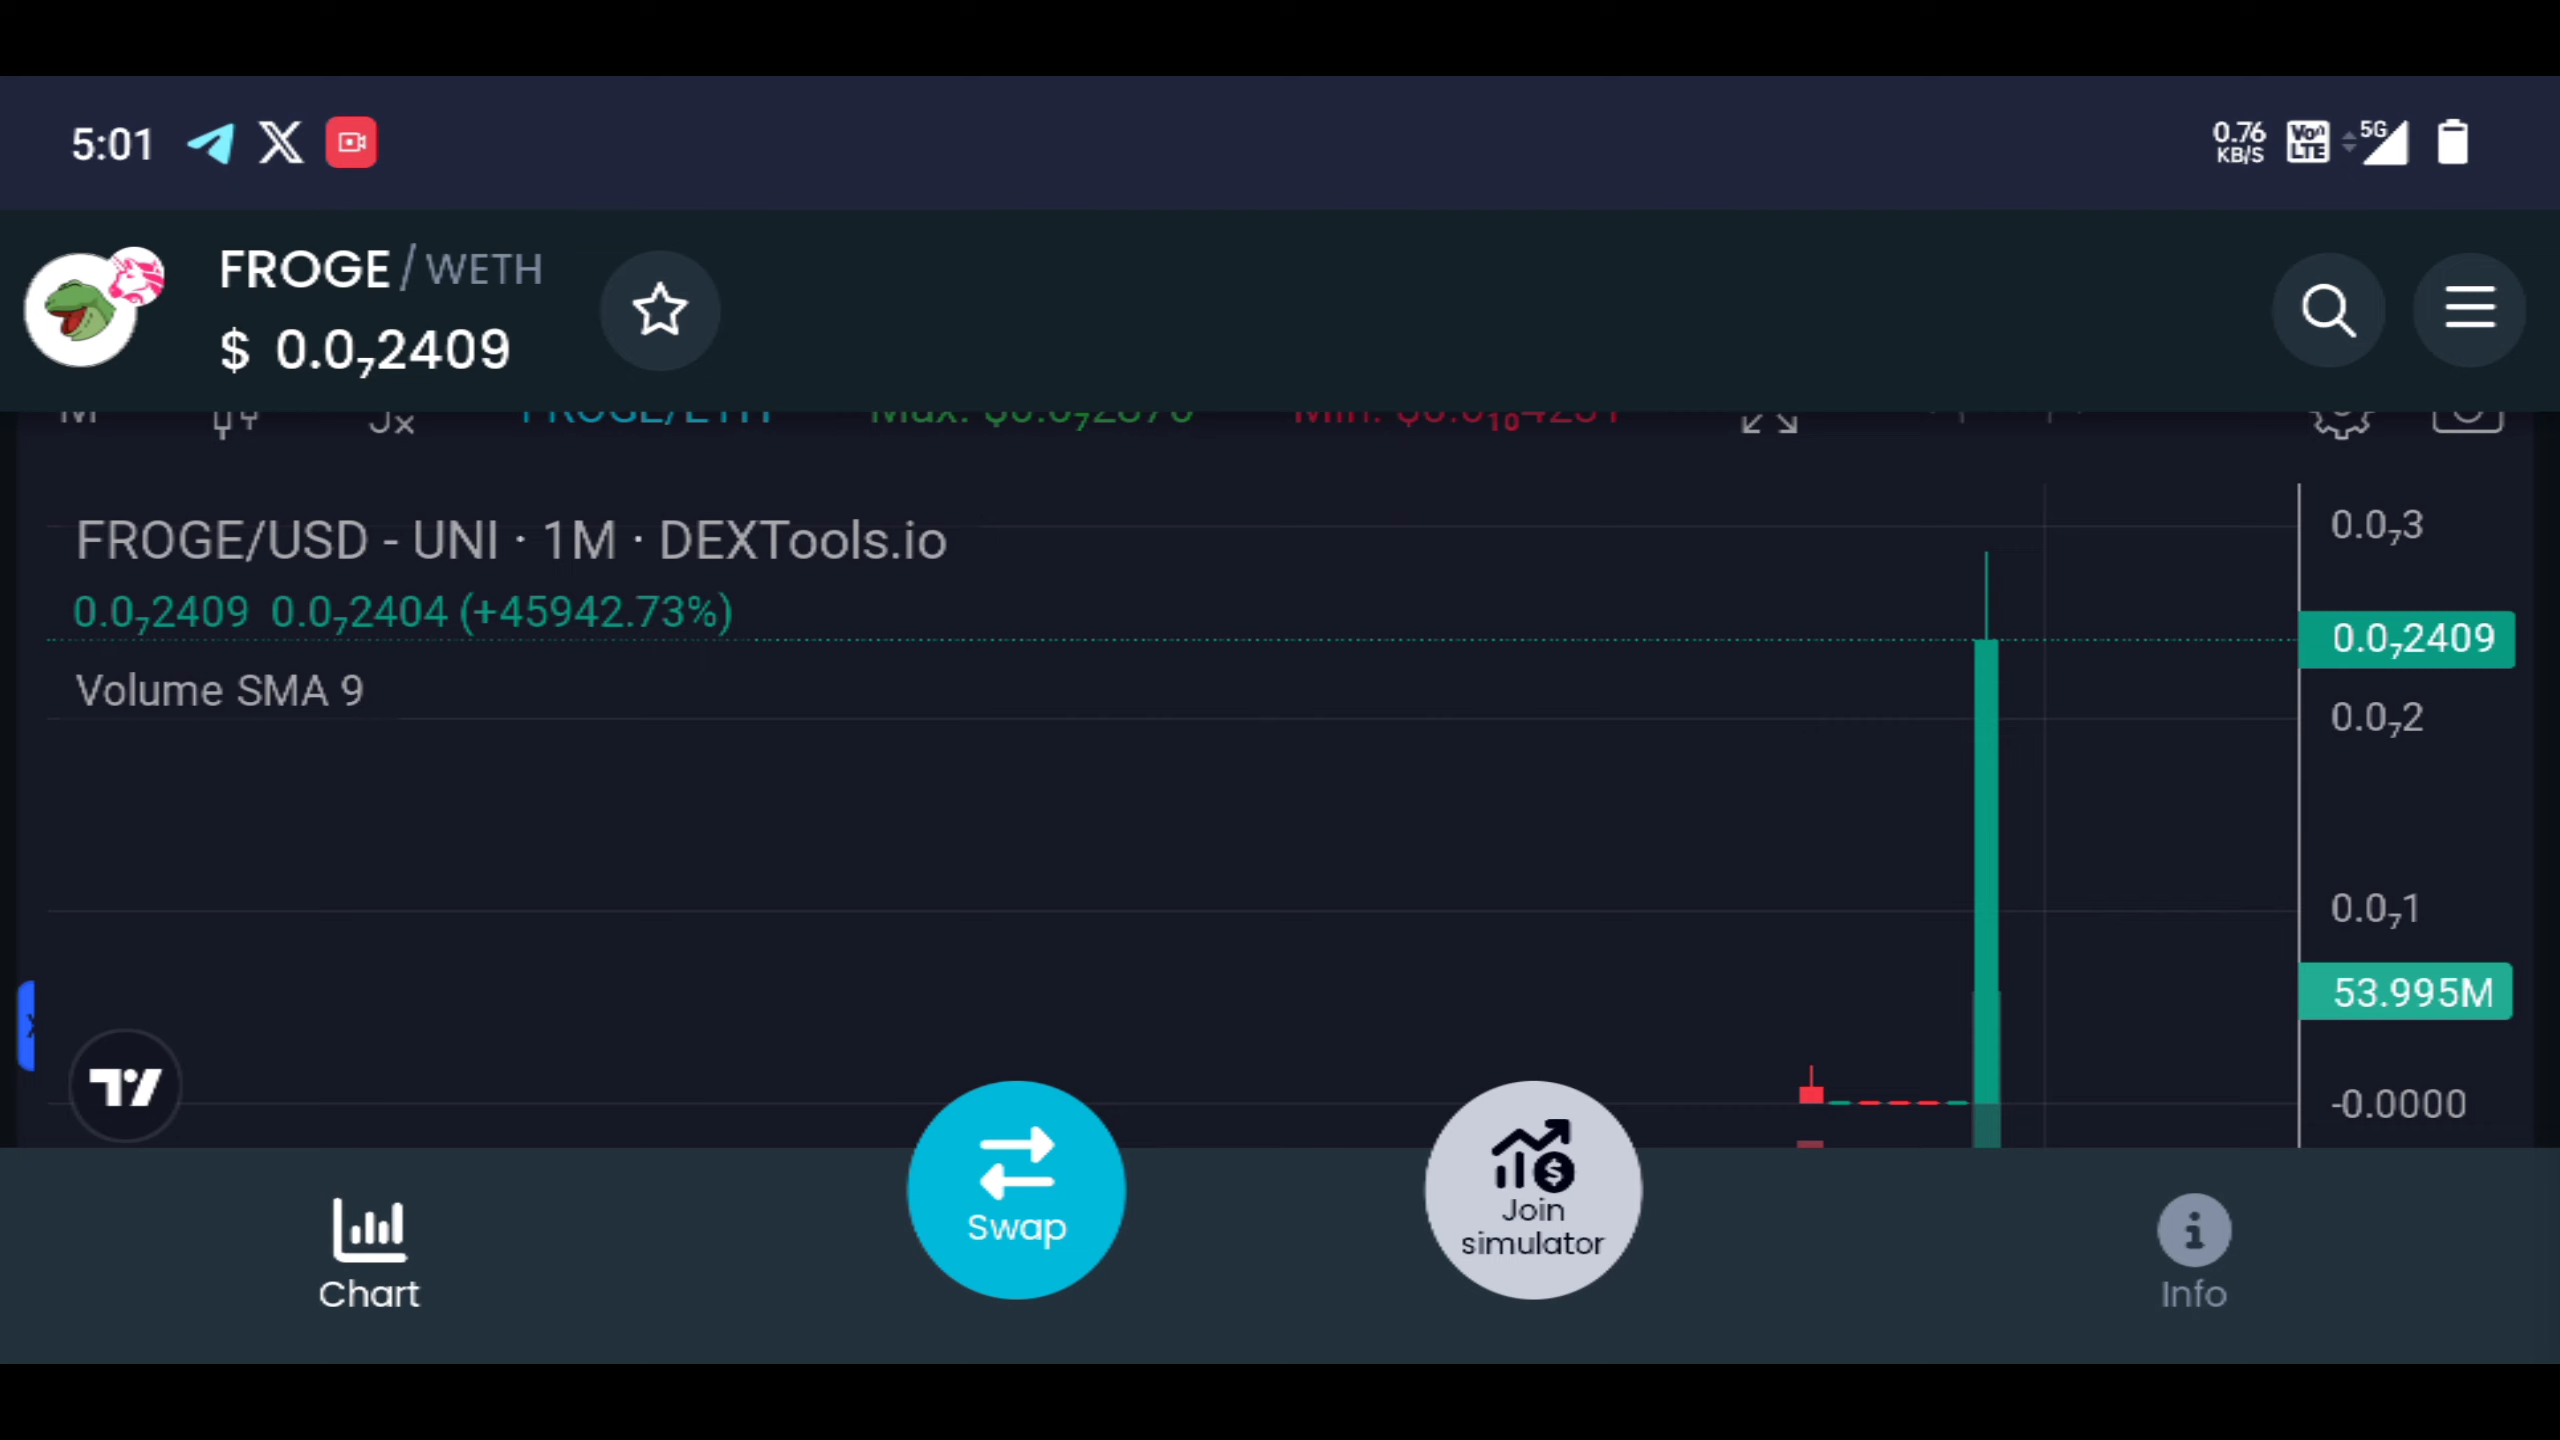 5:01
0.76 KB/S
Vo LTE
5G
FROGE / WETH
$ 0.0₇2409
FROGE/USD - UNI · 1M · DEXTools.io
0.0₇2409 0.0₇2404 (+45942.73%)
Volume SMA 9
0.0₇3
0.0₇2409
0.0₇2
0.0₇1
53.995M
-0.0000
Chart
Swap
Join
simulator
Info